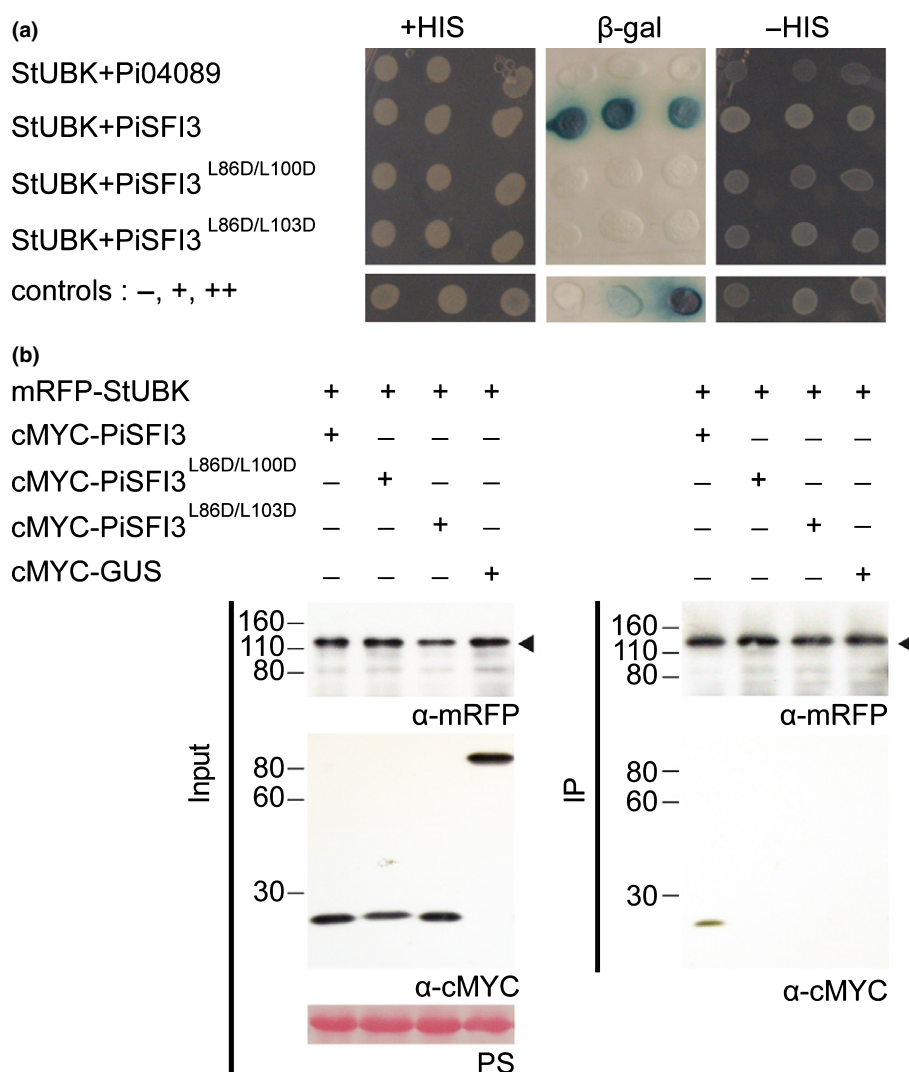 (a)
+HIS β-gal –HIS
StUBK+Pi04089
StUBK+PiSFI3
StUBK+PiSFI3 L86D/L100D
StUBK+PiSFI3 L86D/L103D
controls : –, +, ++
(b)
mRFP-StUBK + + + + + + + +
cMYC-PiSFI3 + – – – + – – –
cMYC-PiSFI3 L86D/L100D – + – – – + – –
cMYC-PiSFI3 L86D/L103D – – + – – – + –
cMYC-GUS – – – + – – – +
Input
160
110
80
α-mRFP
80
60
30
α-cMYC
PS
IP
160
110
80
α-mRFP
80
60
30
α-cMYC